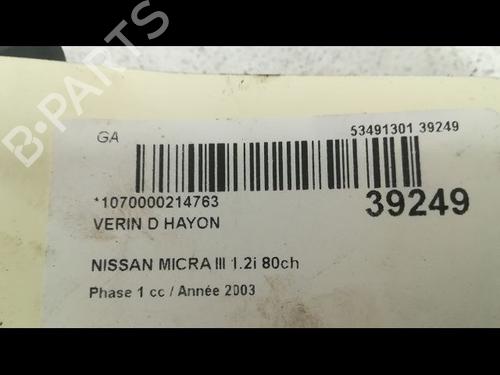 B-PARTS
GA
53491301 39249
*1070000214763
39249
VERIN D HAYON
NISSAN MICRA III 1.2i 80ch
Phase 1 cc / Année 2003